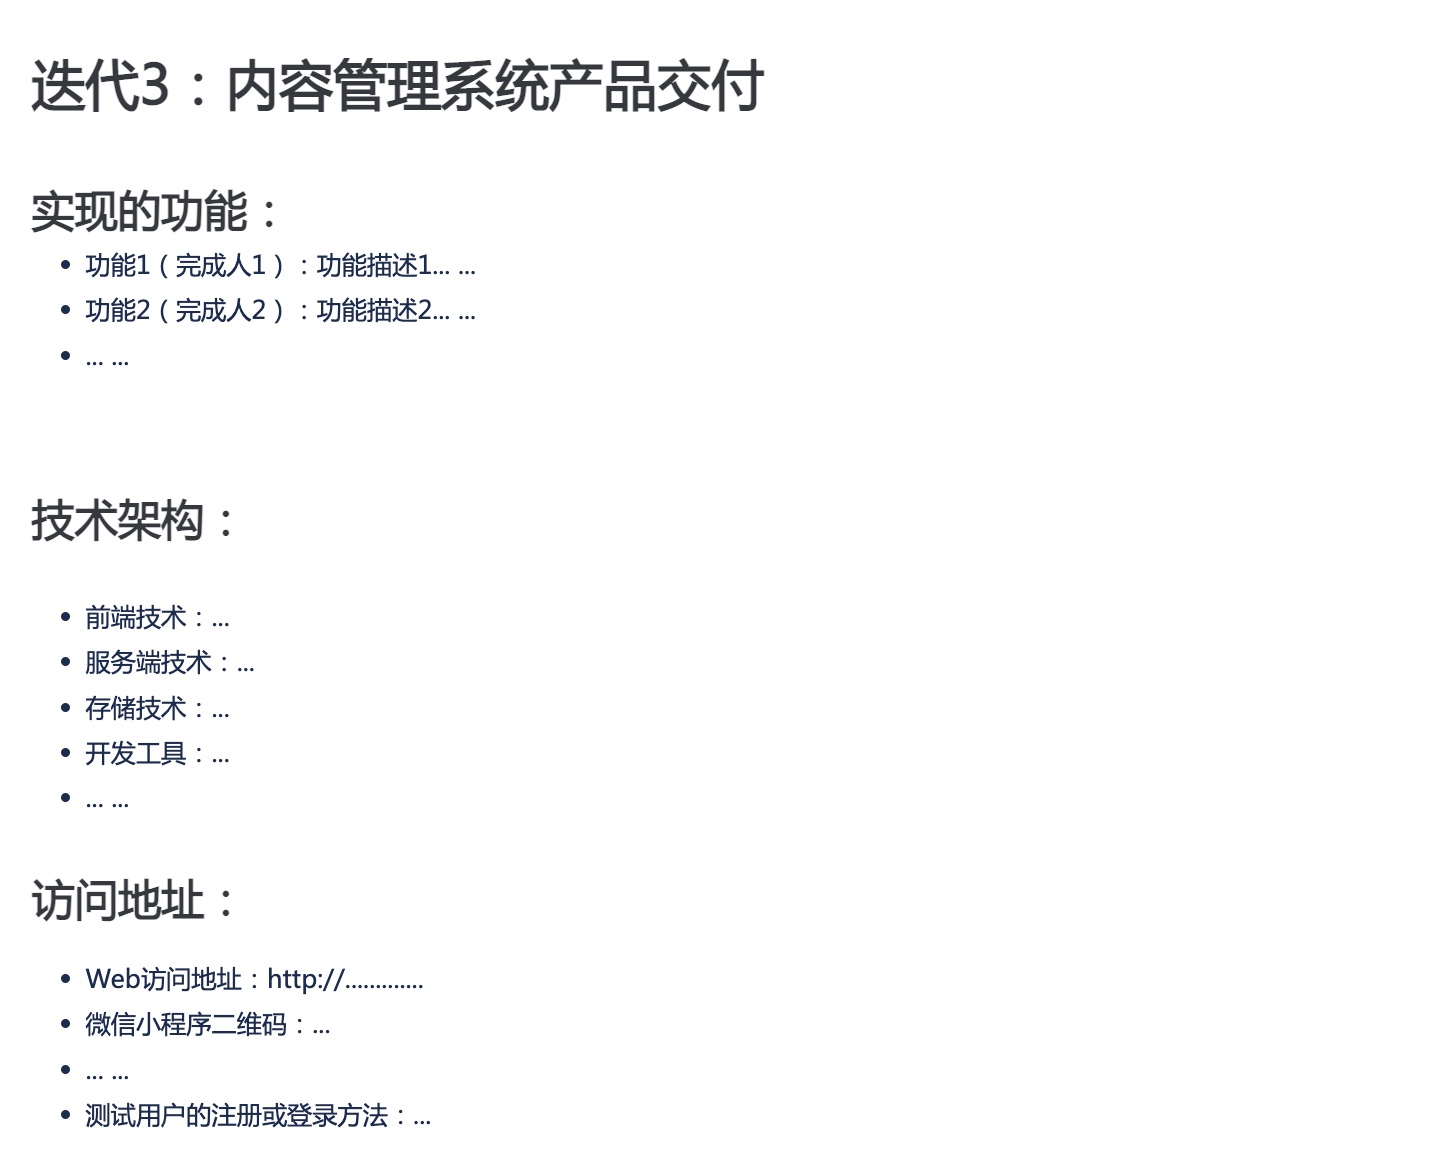 迭代3：内容管理系统产品交付
实现的功能：
• 功能1（完成人1）：功能描述1... ...
• 功能2（完成人2）：功能描述2... ...
• ... ...
技术架构：
• 前端技术：...
• 服务端技术：...
• 存储技术：...
• 开发工具：...
• ... ...
访问地址：
• Web访问地址：http://.............
• 微信小程序二维码：...
• ... ...
• 测试用户的注册或登录方法：...